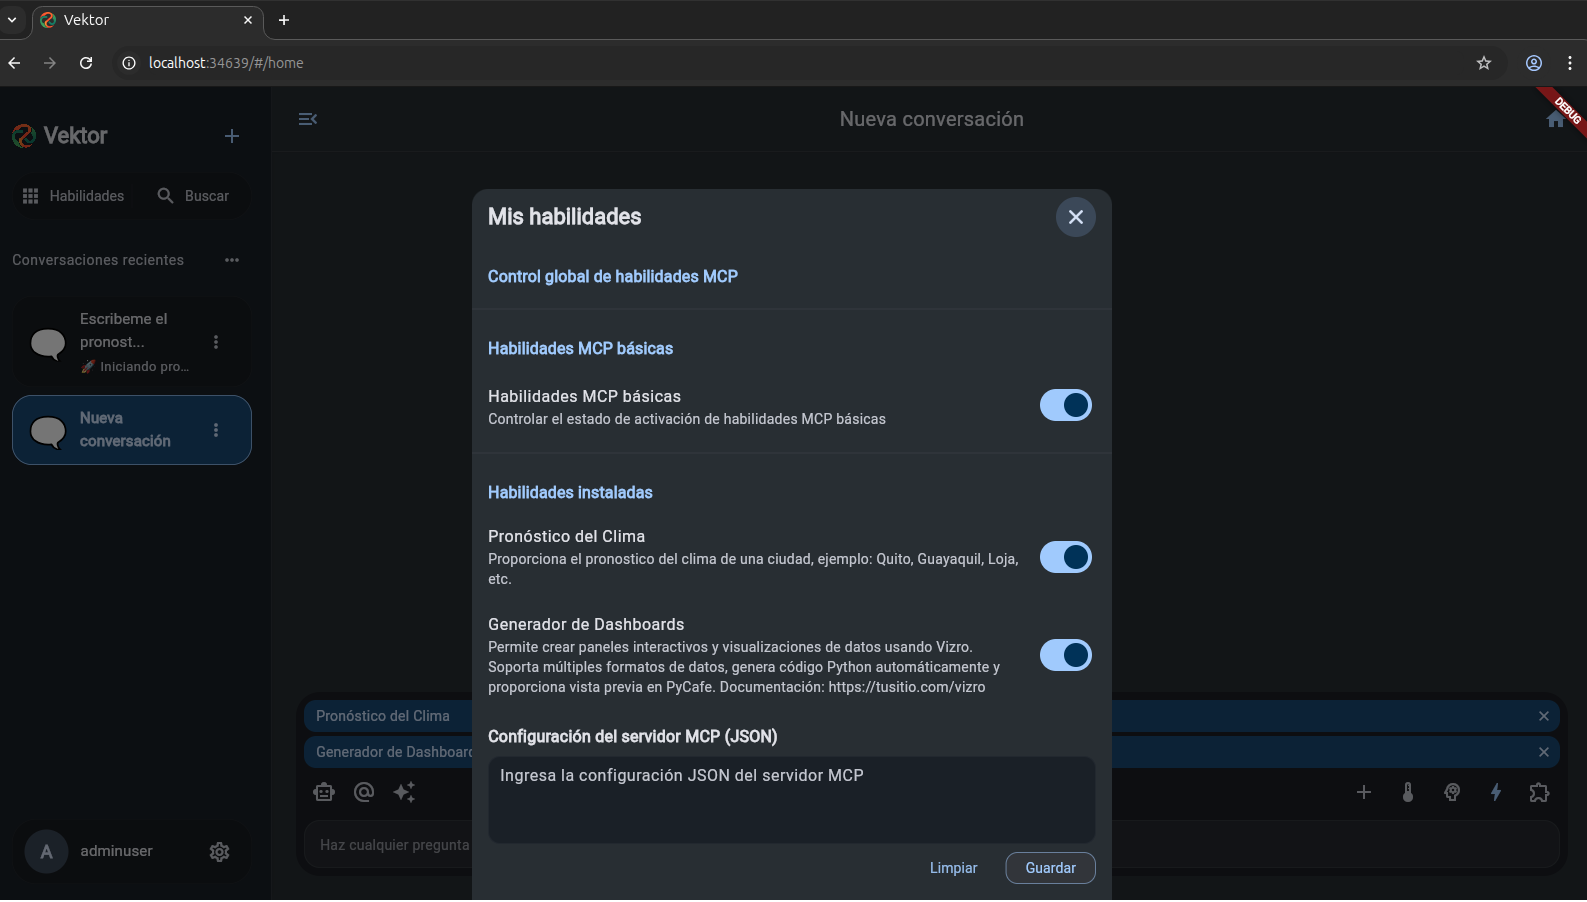 Vektor
localhost:34639/#/home
DEBUG
Vektor
Nueva conversación
Habilidades
Buscar
Conversaciones recientes
Escribeme el
pronost...
🚀 Iniciando pro...
Nueva
conversación
Mis habilidades
Control global de habilidades MCP
Habilidades MCP básicas
Habilidades MCP básicas
Controlar el estado de activación de habilidades MCP básicas
Habilidades instaladas
Pronóstico del Clima
Proporciona el pronostico del clima de una ciudad, ejemplo: Quito, Guayaquil, Loja,
etc.
Generador de Dashboards
Permite crear paneles interactivos y visualizaciones de datos usando Vizro.
Soporta múltiples formatos de datos, genera código Python automáticamente y
proporciona vista previa en PyCafe. Documentación: https://tusitio.com/vizro
Configuración del servidor MCP (JSON)
Ingresa la configuración JSON del servidor MCP
Limpiar
Guardar
Pronóstico del Clima
Generador de Dashboard
Haz cualquier pregunta
A
adminuser